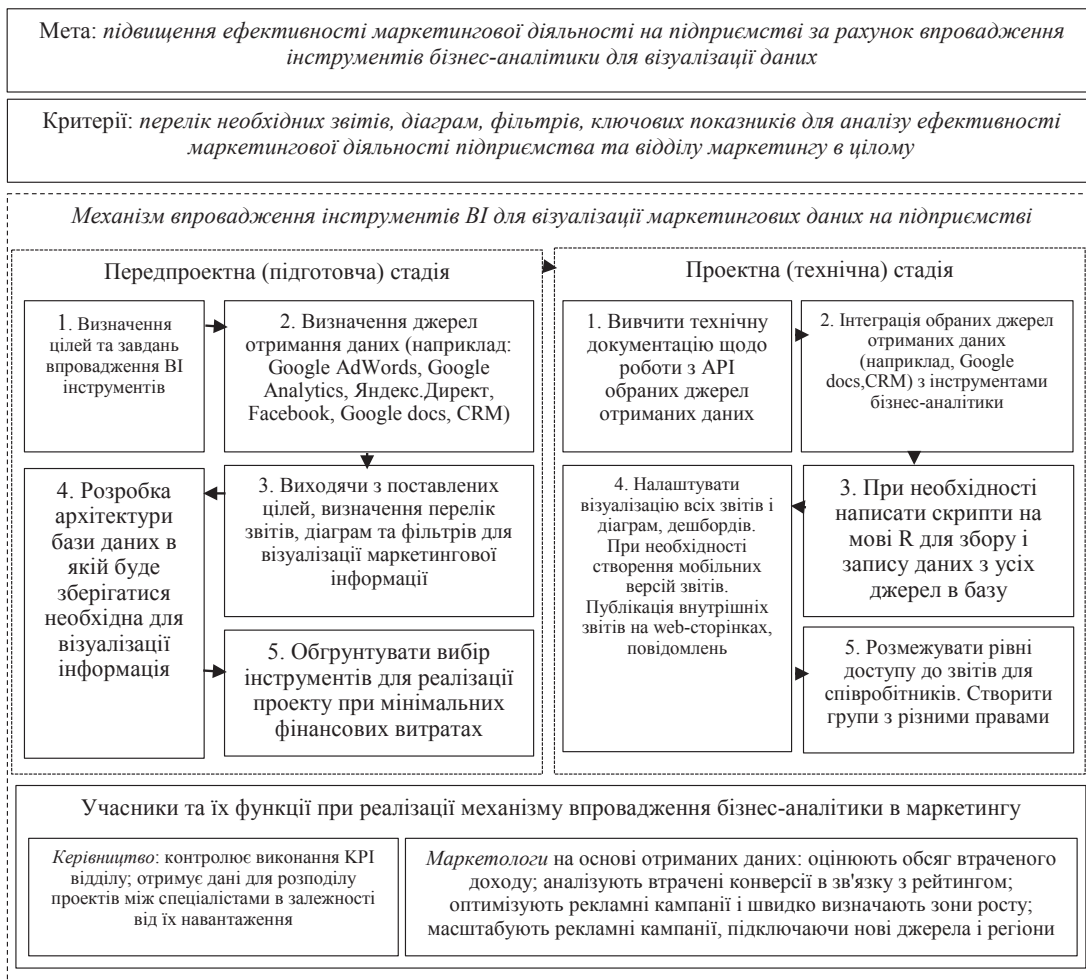 Мета: підвищення ефективності маркетингової діяльності на підприємстві за рахунок впровадження
інструментів бізнес-аналітики для візуалізації даних
Критерії: перелік необхідних звітів, діаграм, фільтрів, ключових показників для аналізу ефективності
маркетингової діяльності підприємства та відділу маркетингу в цілому
Механізм впровадження інструментів BI для візуалізації маркетингових даних на підприємстві
Передпроектна (підготовча) стадія
1. Визначення
цілей та завдань
впровадження BI
інструментів
2. Визначення джерел
отримання даних (наприклад:
Google AdWords, Google
Analytics, Яндекс.Директ,
Facebook, Google docs, CRM)
3. Виходячи з поставлених
цілей, визначення перелік
звітів, діаграм та фільтрів для
візуалізації маркетингової
інформації
4. Розробка
архітектури
бази даних в
якій буде
зберігатися
необхідна для
візуалізації
інформація
5. Обгрунтувати вибір
інструментів для реалізації
проекту при мінімальних
фінансових витратах
Проектна (технічна) стадія
1. Вивчити технічну
документацію щодо
роботи з API
обраних джерел
отриманих даних
2. Інтеграція обраних джерел
отриманих даних
(наприклад, Google
docs,CRM) з інструментами
бізнес-аналітики
3. При необхідності
написати скрипти на
мові R для збору і
запису даних з усіх
джерел в базу
4. Налаштувати
візуалізацію всіх звітів і
діаграм, дешбордів.
При необхідності
створення мобільних
версій звітів.
Публікація внутрішніх
звітів на web-сторінках,
повідомлень
5. Розмежувати рівні
доступу до звітів для
співробітників. Створити
групи з різними правами
Учасники та їх функції при реалізації механізму впровадження бізнес-аналітики в маркетингу
Керівництво: контролює виконання KPI
відділу; отримує дані для розподілу
проектів між спеціалістами в залежності
від їх навантаження
Маркетологи на основі отриманих даних: оцінюють обсяг втраченого
доходу; аналізують втрачені конверсії в зв'язку з рейтингом;
оптимізують рекламні кампанії і швидко визначають зони росту;
масштабують рекламні кампанії, підключаючи нові джерела і регіони